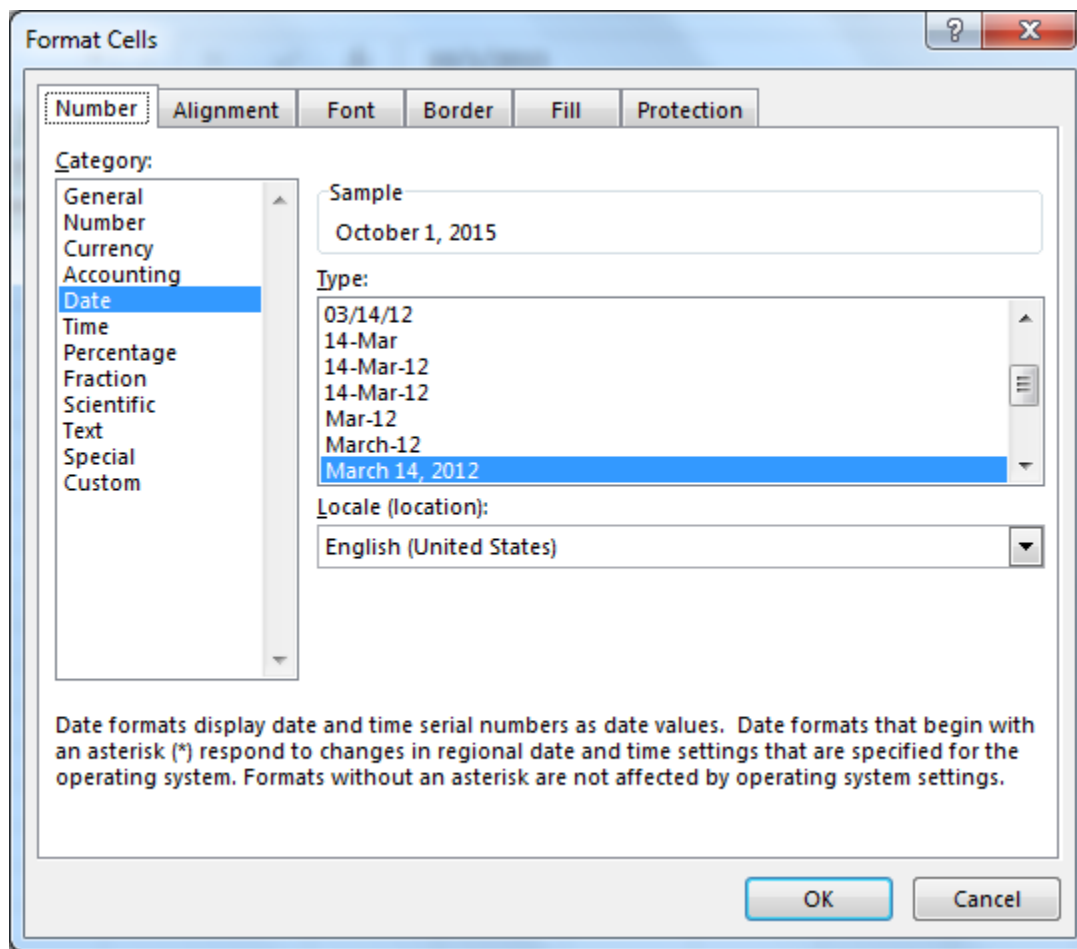 Format Cells
Number Alignment Font Border Fill Protection
Category:
General
Number
Currency
Accounting
Date
Time
Percentage
Fraction
Scientific
Text
Special
Custom
Sample
October 1, 2015
Type:
03/14/12
14-Mar
14-Mar-12
14-Mar-12
Mar-12
March-12
March 14, 2012
Locale (location):
English (United States)
Date formats display date and time serial numbers as date values. Date formats that begin with
an asterisk (*) respond to changes in regional date and time settings that are specified for the
operating system. Formats without an asterisk are not affected by operating system settings.
OK Cancel